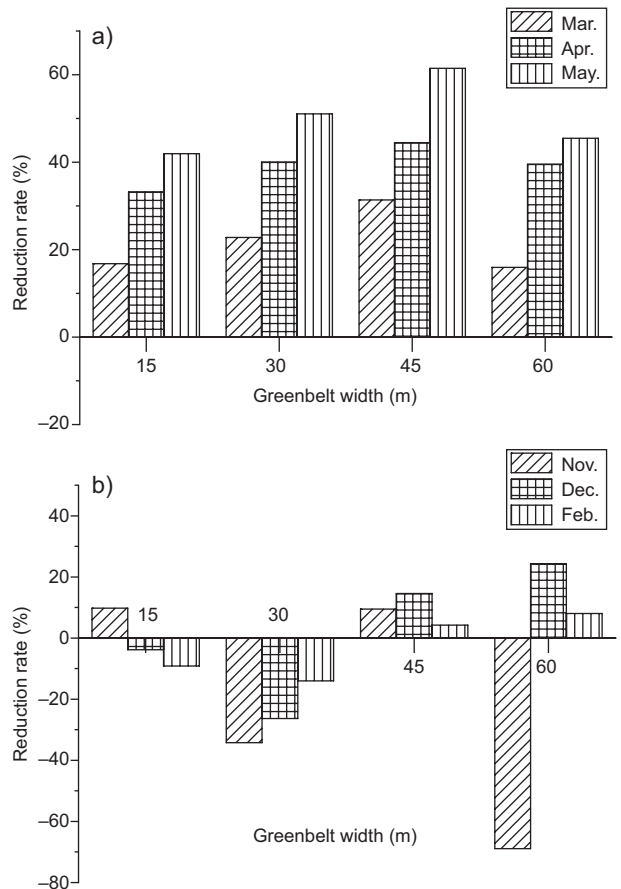 a)
Mar.
Apr.
May.
60
40
20
0
–20
Reduction rate (%)
15 30 45 60
Greenbelt width (m)
b)
Nov.
Dec.
Feb.
40
20
0
–20
–40
–60
–80
Reduction rate (%)
15 30 45 60
Greenbelt width (m)